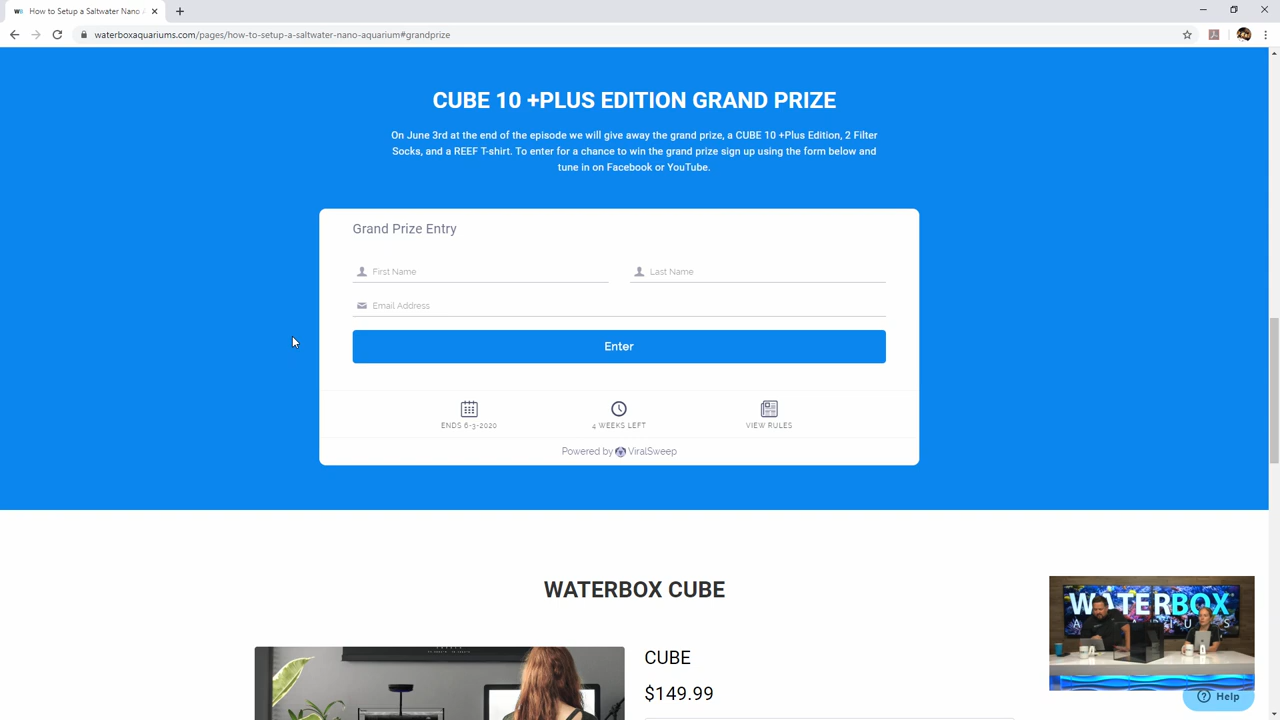 How to Setup a Saltwater Nano
waterboxaquariums.com/pages/how-to-setup-a-saltwater-nano-aquarium#grandprize
CUBE 10 +PLUS EDITION GRAND PRIZE
On June 3rd at the end of the episode we will give away the grand prize, a CUBE 10 +Plus Edition, 2 Filter
Socks, and a REEF T-shirt. To enter for a chance to win the grand prize sign up using the form below and
tune in on Facebook or YouTube.
Grand Prize Entry
First Name
Last Name
Email Address
Enter
ENDS 6-3-2020
4 WEEKS LEFT
VIEW RULES
Powered by ViralSweep
WATERBOX CUBE
CUBE
$149.99
WATERBOX
Help